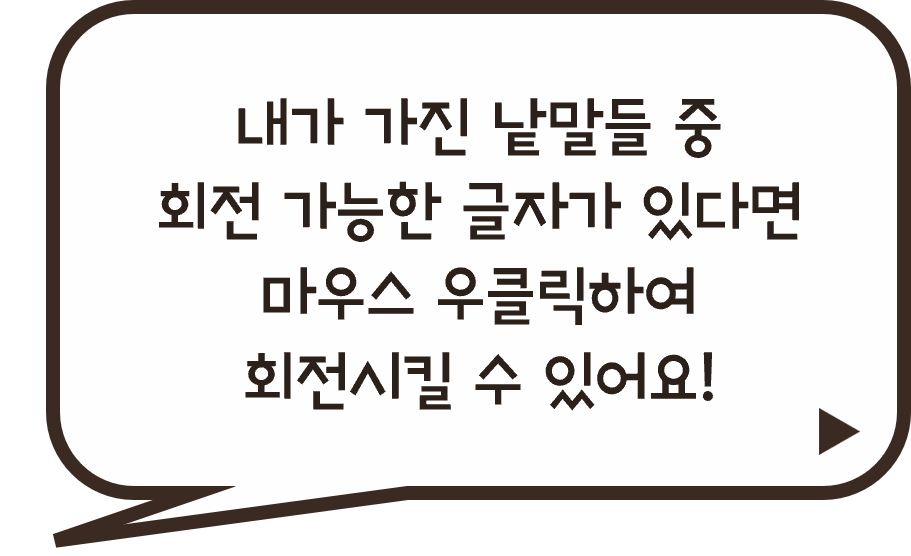 내가 가진 낱말들 중
회전 가능한 글자가 있다면
마우스 우클릭하여
회전시킬 수 있어요!